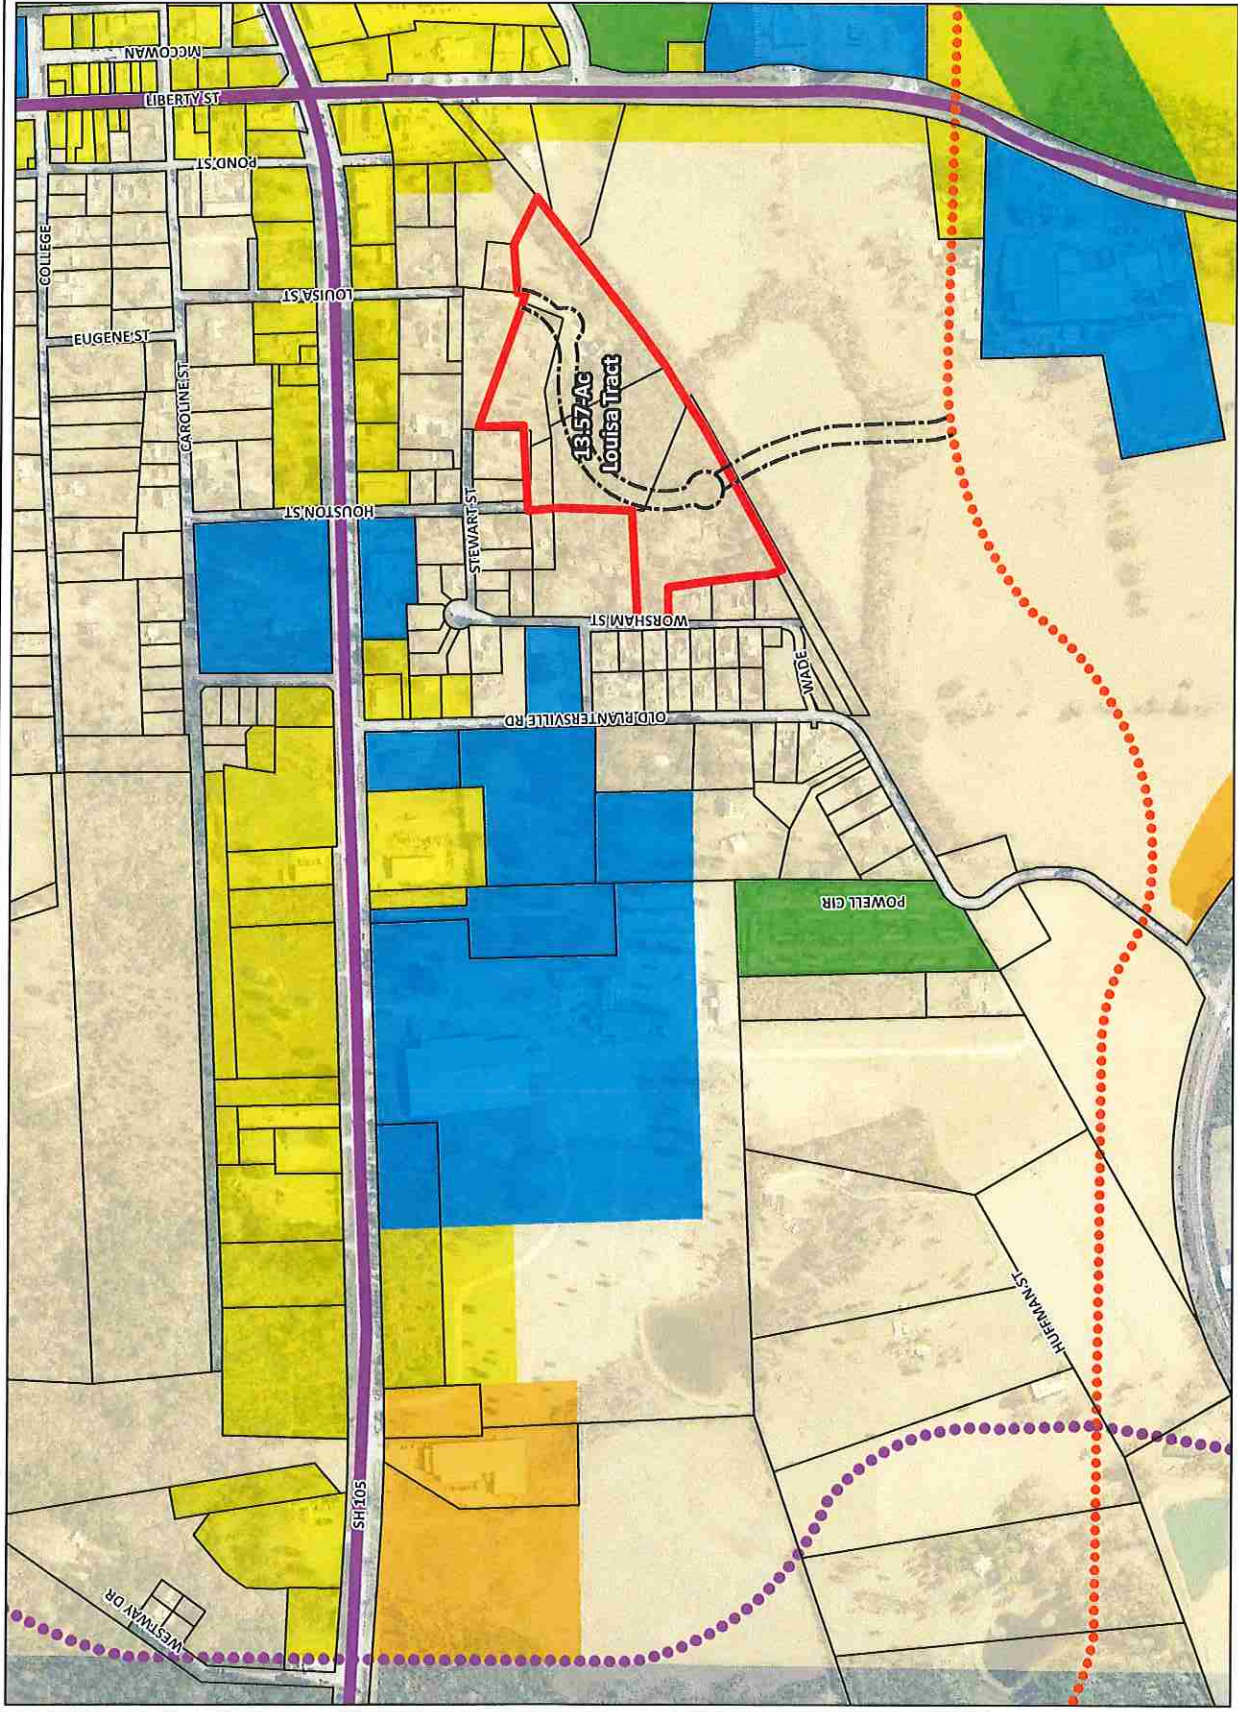 MCCOWAN
LIBERTY ST
POND ST
COLLEGE
LOUISA ST
EUGENE ST
CAROLINE ST
13.57-Ac
Louisa Tract
HOUSTON ST
STEWART ST
WORSHAM ST
WADE
OLD PLANTERSVILLE RD
POWELL CIR
HUFFMAN ST
SH 105
WESTWAY DR